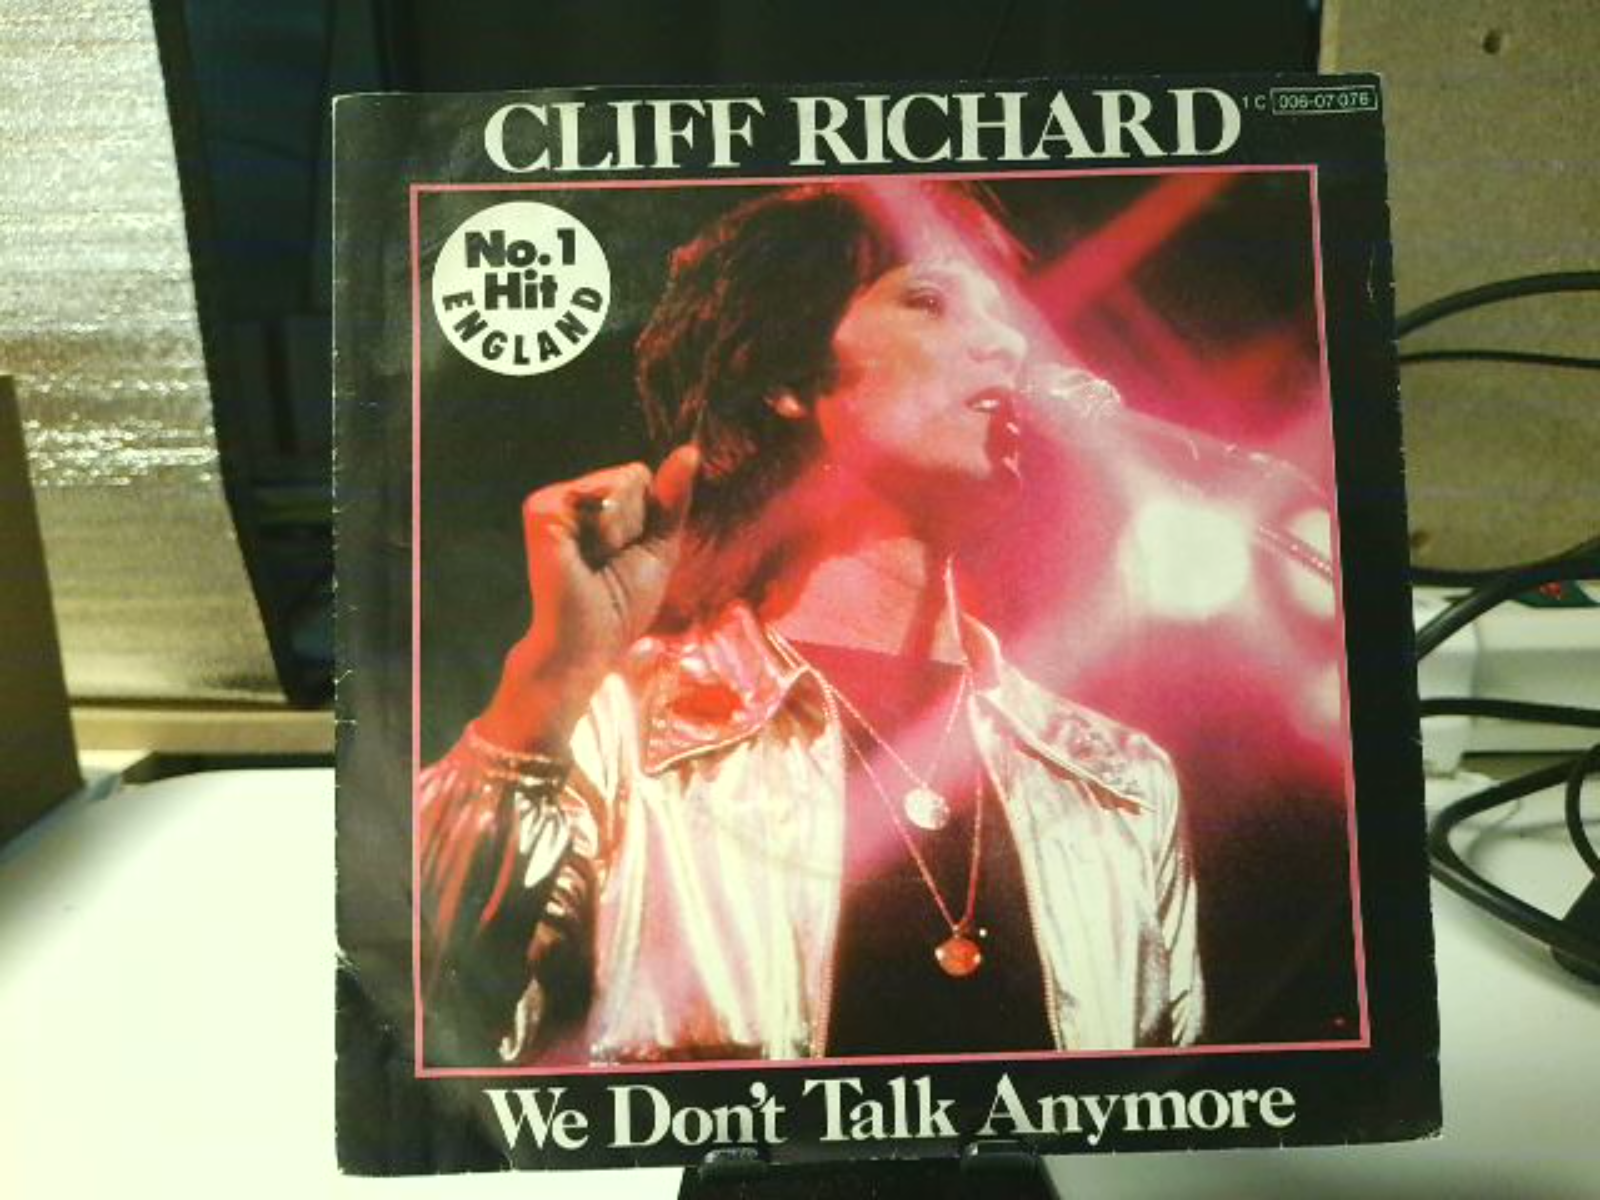 CLIFF RICHARD
1 C 006-07 076
No. 1
Hit
ENGLAND
We Don't Talk Anymore